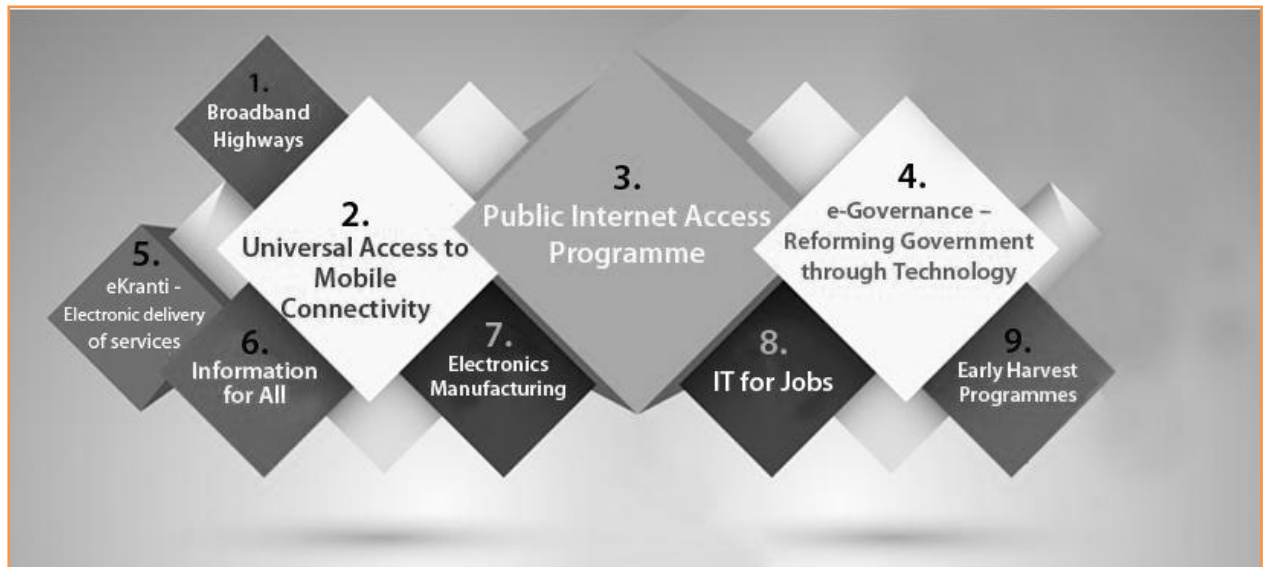 1.
Broadband
Highways
2.
Universal Access to
Mobile
Connectivity
3.
Public Internet Access
Programme
4.
e-Governance –
Reforming Government
through Technology
5.
eKranti -
Electronic delivery
of services
6.
Information
for All
7.
Electronics
Manufacturing
8.
IT for Jobs
9.
Early Harvest
Programmes